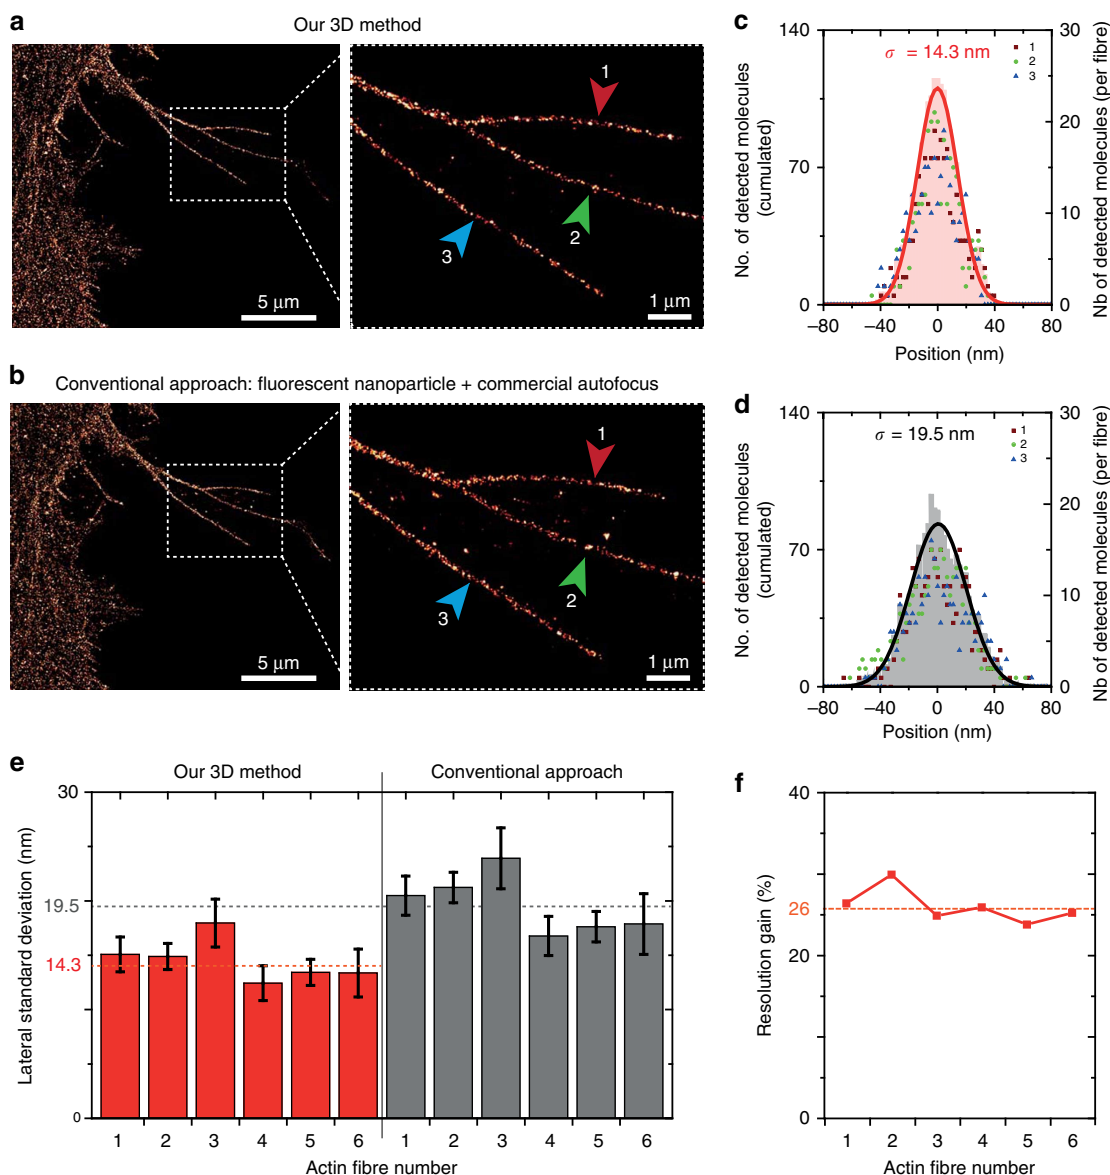 a
Our 3D method
5 μm
1
2
3
1 μm
b
Conventional approach: fluorescent nanoparticle + commercial autofocus
5 μm
1
2
3
1 μm
c
σ = 14.3 nm
1
2
3
No. of detected molecules
(cumulated)
140
70
0
Nb of detected molecules (per fibre)
30
20
10
0
–80
–40
0
40
80
Position (nm)
d
σ = 19.5 nm
1
2
3
No. of detected molecules
(cumulated)
140
70
0
Nb of detected molecules (per fibre)
30
20
10
0
–80
–40
0
40
80
Position (nm)
e
Our 3D method
Conventional approach
Lateral standard deviation (nm)
30
19.5
14.3
0
1 2 3 4 5 6 1 2 3 4 5 6
Actin fibre number
f
Resolution gain (%)
40
26
20
0
1 2 3 4 5 6
Actin fibre number